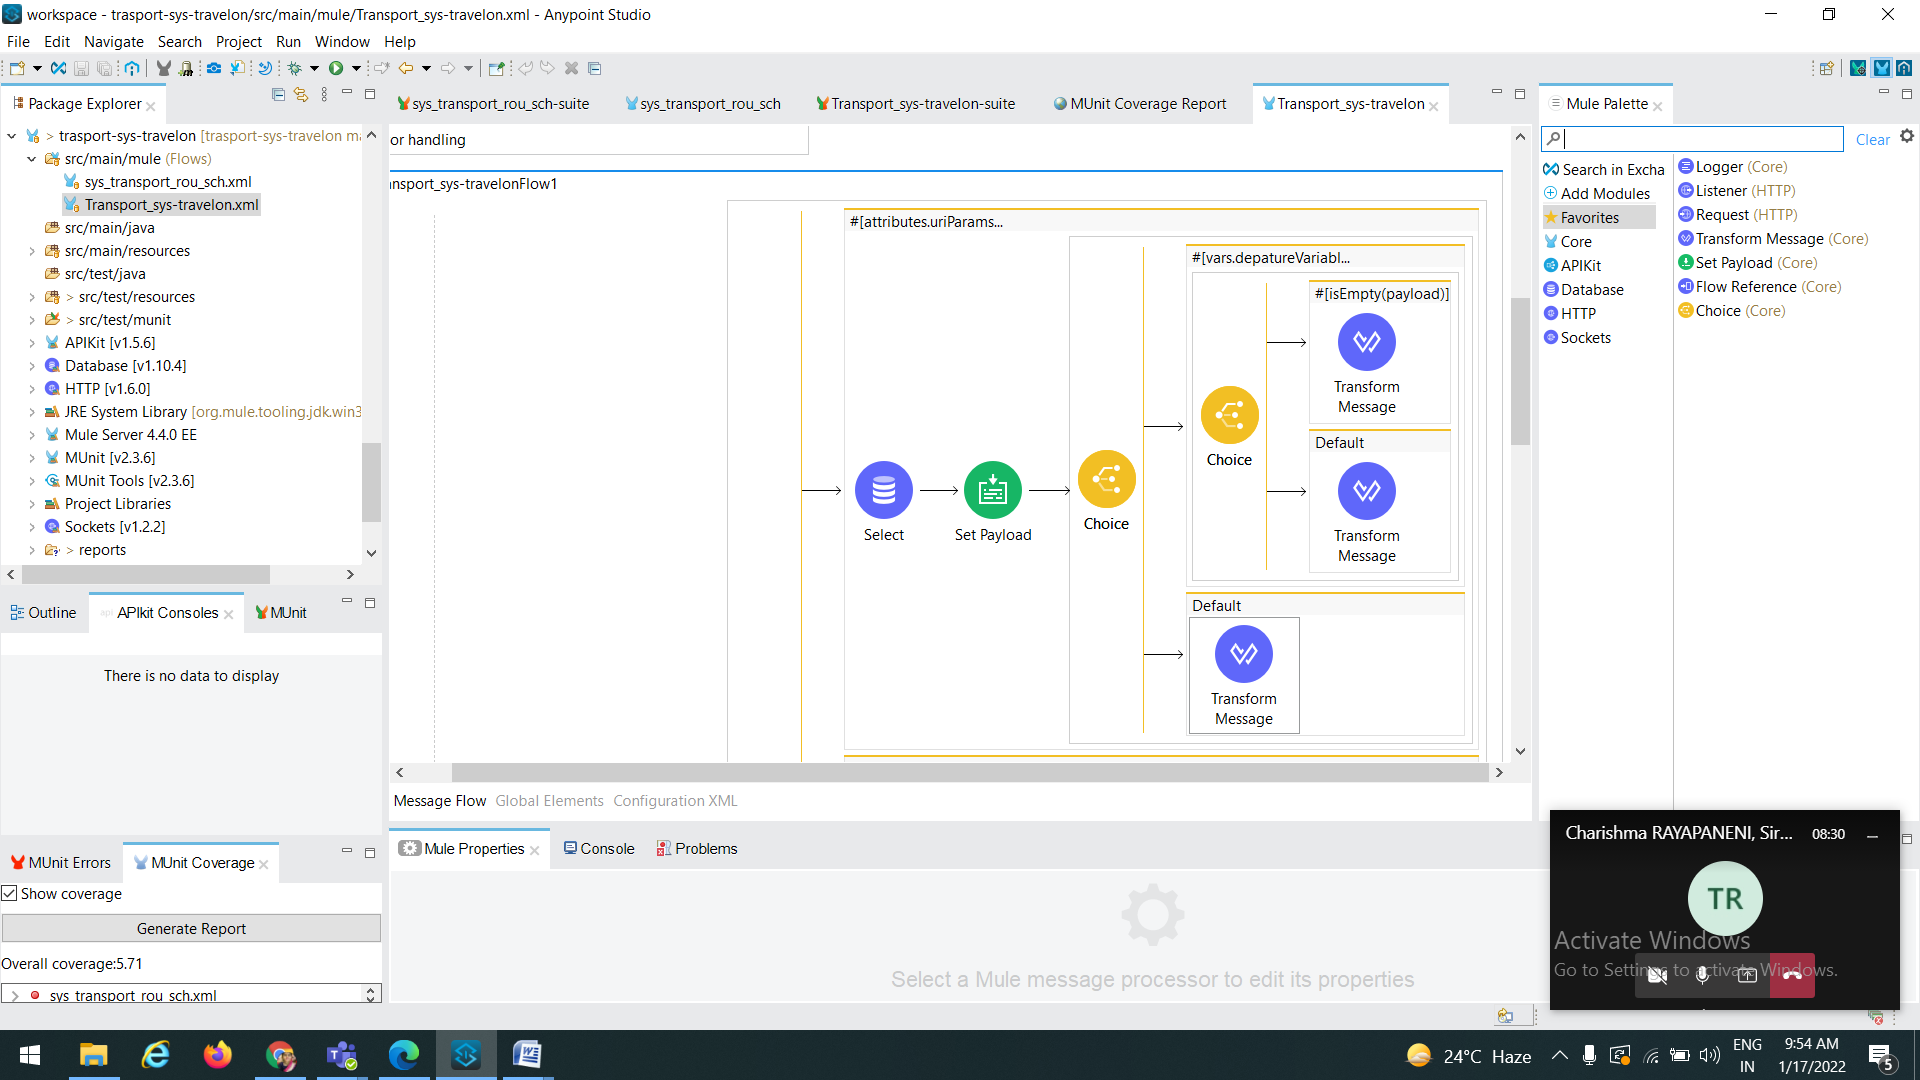 workspace - trasport-sys-travelon/src/main/mule/Transport_sys-travelon.xml - Anypoint Studio
File Edit Navigate Search Project Run Window Help
Package Explorer
sys_transport_rou_sch-suite
sys_transport_rou_sch
Transport_sys-travelon-suite
MUnit Coverage Report
Transport_sys-travelon
Mule Palette
> trasport-sys-travelon [trasport-sys-travelon ma
src/main/mule (Flows)
sys_transport_rou_sch.xml
Transport_sys-travelon.xml
src/main/java
src/main/resources
src/test/java
> src/test/resources
> src/test/munit
APIKit [v1.5.6]
Database [v1.10.4]
HTTP [v1.6.0]
JRE System Library [org.mule.tooling.jdk.win3
Mule Server 4.4.0 EE
MUnit [v2.3.6]
MUnit Tools [v2.3.6]
Project Libraries
Sockets [v1.2.2]
> reports
or handling
nsport_sys-travelonFlow1
#[attributes.uriParams...
#[vars.depatureVariabl...
#[isEmpty(payload)]
Transform
Message
Choice
Default
Transform
Message
Select
Set Payload
Choice
Default
Transform
Message
Clear
Search in Excha
Add Modules
Favorites
Core
APIKit
Database
HTTP
Sockets
Logger (Core)
Listener (HTTP)
Request (HTTP)
Transform Message (Core)
Set Payload (Core)
Flow Reference (Core)
Choice (Core)
Outline
APIkit Consoles
MUnit
There is no data to display
Message Flow Global Elements Configuration XML
MUnit Errors
MUnit Coverage
Show coverage
Generate Report
Overall coverage:5.71
sys_transport_rou_sch.xml
Mule Properties
Console
Problems
Select a Mule message processor to edit its properties
Charishma RAYAPANENI, Sir... 08:30
TR
Activate Windows
Go to Settings to activate Windows.
24°C Haze
ENG
IN
9:54 AM
1/17/2022
5